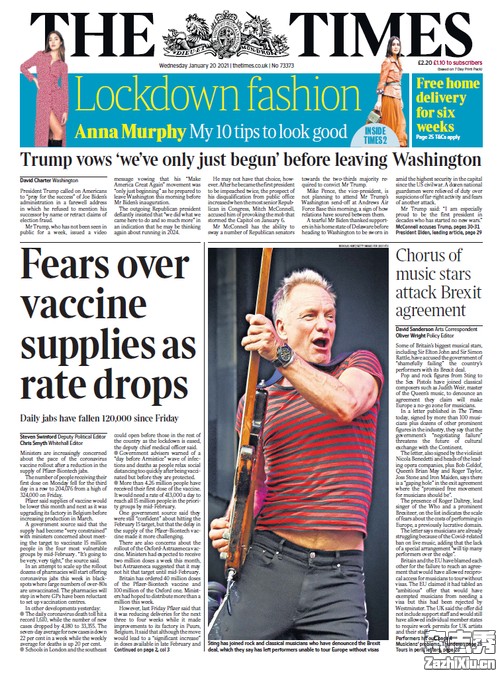 THE TIMES
Wednesday January 20 2021 | thetimes.co.uk | No 73373
£2.20 £1.10 to subscribers
(based on 7 Day Print Pack)
Lockdown fashion
Anna Murphy My 10 tips to look good
INSIDE
TIMES2
Free home
delivery
for six
weeks
Page 25 T&Cs apply
Trump vows ‘we’ve only just begun’ before leaving Washington
David Charter Washington
President Trump called on Americans
to “pray for the success” of Joe Biden’s
administration in a farewell address
in which he refused to mention his
successor by name or retract claims of
election fraud.
Mr Trump, who has not been seen in
public for a week, issued a video
message vowing that his “Make
America Great Again” movement was
“only just beginning” as he prepared to
leave Washington this morning before
Mr Biden’s inauguration.
The outgoing Republican president
defiantly insisted that “we did what we
came here to do and so much more” in
an indication that he may be thinking
again about running in 2024.
He may not have that choice, how-
ever. After he became the first president
to be impeached twice, the prospect of
his disqualification from public office
increased when the most senior Republi-
can in Congress, Mitch McConnell,
accused him of provoking the mob that
stormed the Capitol on January 6.
Mr McConnell has the ability to
sway a number of Republican senators
towards the two-thirds majority re-
quired to convict Mr Trump.
Mike Pence, the vice-president, is
not planning to attend Mr Trump’s
Washington send-off at Andrews Air
Force Base this morning, a sign of how
relations have soured between them.
A tearful Mr Biden thanked support-
ers in his home state of Delaware before
heading to Washington to be sworn in
amid the highest security in the capital
since the US civil war. A dozen national
guardsmen were relieved of duty over
suspicions of far right activity and fears
of another attack.
Mr Trump said: “I am especially
proud to be the first president in
decades who has started no new wars.”
McConnell accuses Trump, pages 30-31
President Biden, leading article, page 29
Fears over
vaccine
supplies as
rate drops
Daily jabs have fallen 120,000 since Friday
Steven Swinford Deputy Political Editor
Chris Smyth Whitehall Editor
Ministers are increasingly concerned
about the pace of the coronavirus
vaccine rollout after a reduction in the
supply of Pfizer-Biontech jabs.
The number of people receiving their
first dose on Monday fell for the third
day in a row to 204,076 from a high of
324,000 on Friday.
Pfizer said supplies of vaccine would
be lower this month and next as it was
upgrading its factory in Belgium before
increasing production in March.
A government source said that the
supply had become “very constrained”,
with ministers concerned about meet-
ing the target to vaccinate 15 million
people in the four most vulnerable
groups by mid-February. “It’s going to
be very, very tight,” the source said.
In an attempt to scale up the rollout
dozens of pharmacies will start offering
coronavirus jabs this week in black-
spots where large numbers of over-80s
are unvaccinated. The pharmacies will
step in where GPs have been reluctant
to set up vaccination centres.
In other developments yesterday:
• The daily coronavirus death toll hit a
record 1,610, while the number of new
cases dropped by 4,180 to 33,355. The
seven-day average for new cases is down
22 per cent in a week while the weekly
average for deaths is up 20 per cent.
• Schools in London and the southeast
could open before those in the rest of
the country as the lockdown is eased,
the deputy chief medical officer said.
• Government advisers warned of a
“day before Armistice” wave of infec-
tions and deaths as people relax social
distancing too quickly after being vacci-
nated but before they are protected.
• More than 4.26 million people have
received their first dose of the vaccine.
It would need a rate of 413,000 a day to
reach all 15 million people in the priori-
ty groups by mid-February.
One government source said they
were still “confident” about hitting the
February 15 target, but that the delay in
the supply of the Pfizer-Biontech vac-
cine made it more challenging.
There are also concerns about the
rollout of the Oxford-Astrazeneca vac-
cine. Ministers had expected to receive
two million doses a week this month,
but Astrazeneca suggested that it may
not hit that target until mid-February.
Britain has ordered 40 million doses
of the Pfizer-Biontech vaccine and
100 million of the Oxford one. Minist-
ers had hoped to distribute more than a
million this week.
However, last Friday Pfizer said that
it was reducing deliveries for the next
three to four weeks while it made
improvements to its factory in Puurs,
Belgium. It said that although the move
would lead to a “significant increase”
in doses available in late February and
Continued on page 2, col 3
Sting has joined rock and classical musicians who have denounced the Brexit
deal, which they say has left performers unable to tour Europe without visas
Chorus of
music stars
attack Brexit
agreement
David Sanderson Arts Correspondent
Oliver Wright Policy Editor
Some of Britain’s biggest musical stars,
including Sir Elton John and Sir Simon
Rattle, have accused the government of
“shamefully failing” the country’s
performers with its Brexit deal.
Pop and rock figures from Sting to
the Sex Pistols have joined classical
composers such as Judith Weir, master
of the Queen’s music, to denounce an
agreement they claim will make
Europe a no-go zone for musicians.
In a letter published in The Times
today, signed by more than 100 musici-
ans plus dozens of other prominent
figures in the industry, they say that the
government’s “negotiating failure”
threatens the future of cultural
exchange with the Continent.
The letter, also signed by the violinist
Nicola Benedetti and heads of the lead-
ing opera companies, plus Bob Geldof,
Brian May, Queen and Roger Taylor,
Joss Stone and Iron Maiden, says there
is a “gaping hole” in the exit agreement
where the “promised free movement
for musicians should be”.
The presence of Roger Daltrey, lead
singer of the Who and a prominent
Brexiteer, on the list indicates the scale
of fears about the costs of performing in
Europe, a previously lucrative domain.
The letter says musicians are already
struggling because of the Covid-related
ban on live music, adding that the lack
of a special arrangement “will tip many
performers over the edge”.
Britain and the EU have blamed each
other for the failure to reach an agree-
ment that would have allowed recipro-
cal access for musicians to tour without
visas. The EU claimed it had tabled an
“ambitious” offer that would have
exempted musicians from needing a
visa but this had been rejected by
Westminster. The UK said the offer did
not include support staff and would still
have allowed individual member states
to require work permits for UK
and their
Performers
Musicians’
Tours in
看宝秀
ZazhiXiu.cn